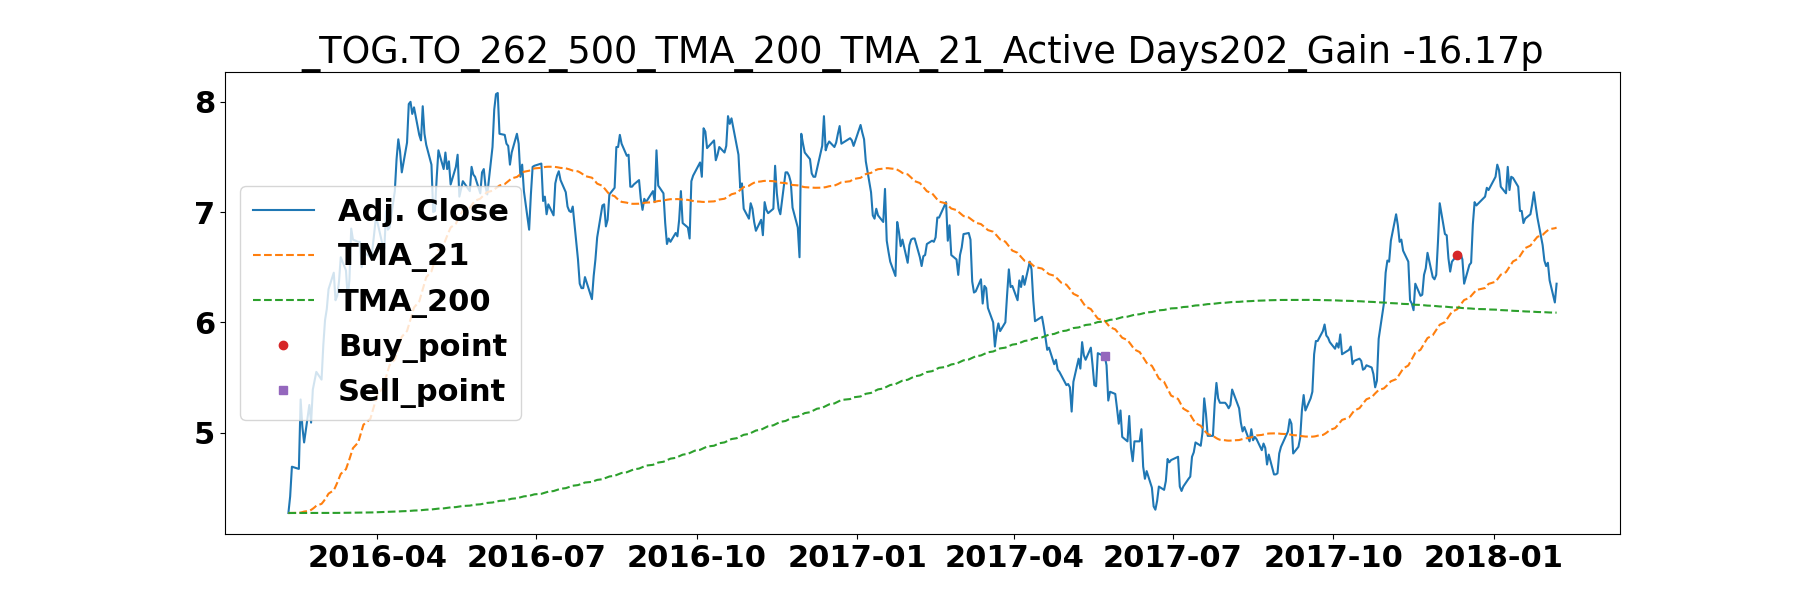 _TOG.TO_262_500_TMA_200_TMA_21_Active Days202_Gain -16.17p
8
7
6
5
Adj. Close
TMA_21
TMA_200
Buy_point
Sell_point
2016-04 2016-07 2016-10 2017-01 2017-04 2017-07 2017-10 2018-01